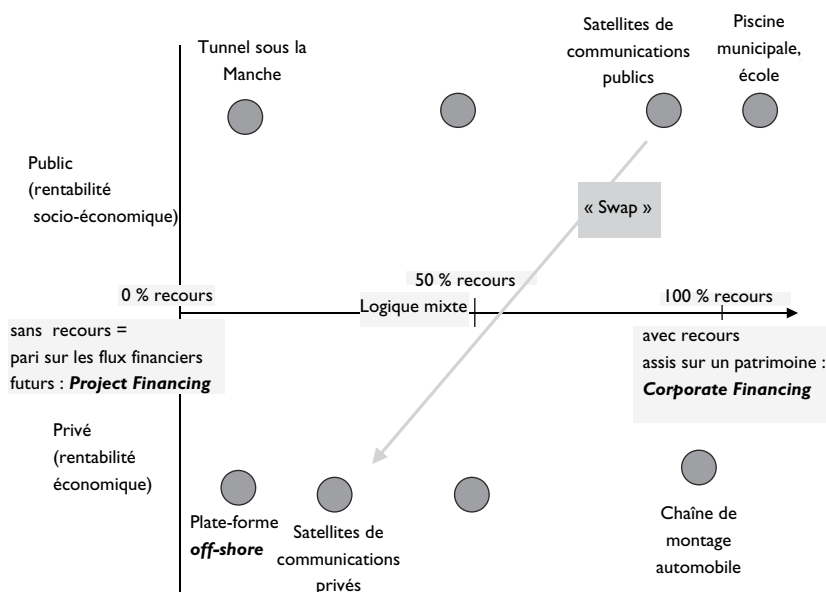 Tunnel sous la
Manche
Satellites de
communications
publics
Piscine
municipale,
école
Public
(rentabilité
socio-économique)
« Swap »
0 % recours
50 % recours
100 % recours
Logique mixte
sans recours =
pari sur les flux financiers
futurs : Project Financing
avec recours
assis sur un patrimoine :
Corporate Financing
Privé
(rentabilité
économique)
Plate-forme
off-shore
Satellites de
communications
privés
Chaîne de
montage
automobile